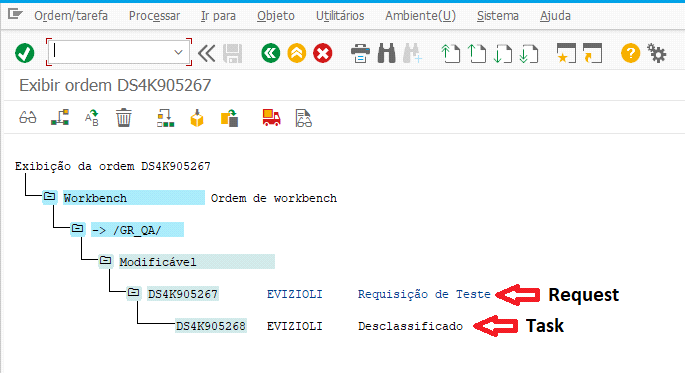 Ordem/tarefa Processar Ir para Objeto Utilitários Ambiente(U) Sistema Ajuda
Exibir ordem DS4K905267
Exibição da ordem DS4K905267
Workbench Ordem de workbench
-> /GR_QA/
Modificável
DS4K905267 EVIZIOLI Requisição de Teste Request
DS4K905268 EVIZIOLI Desclassificado Task